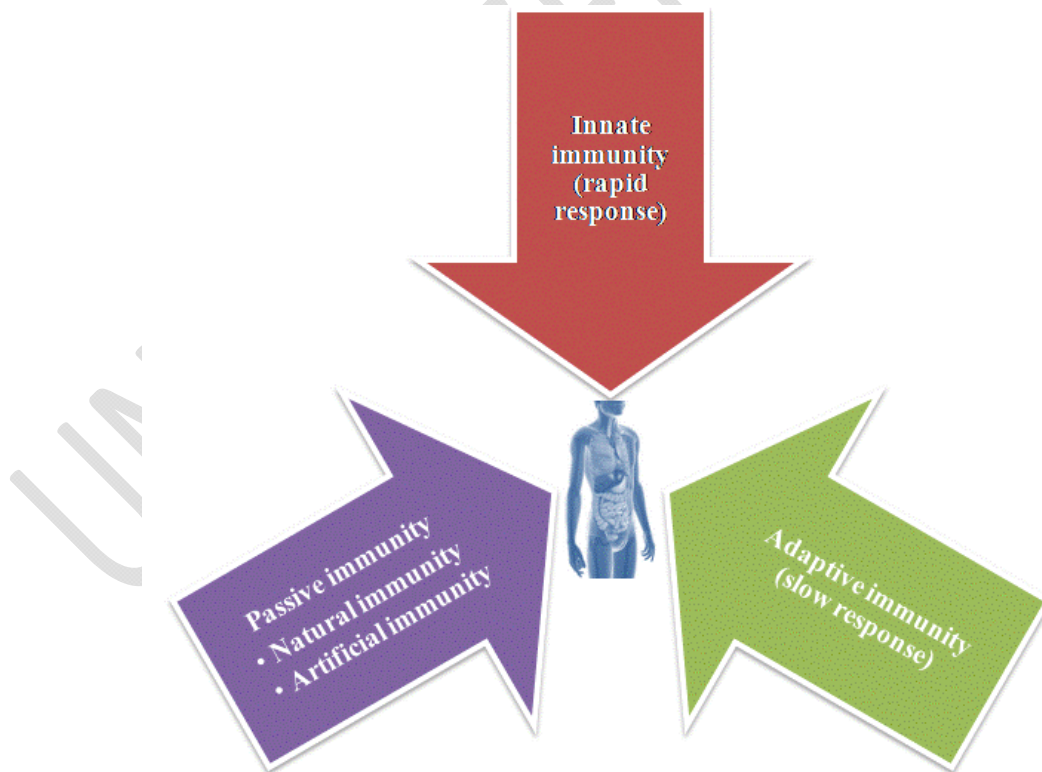 Innate
immunity
(rapid
response)
Passive immunity
• Natural immunity
• Artificial immunity
Adaptive immunity
(slow response)